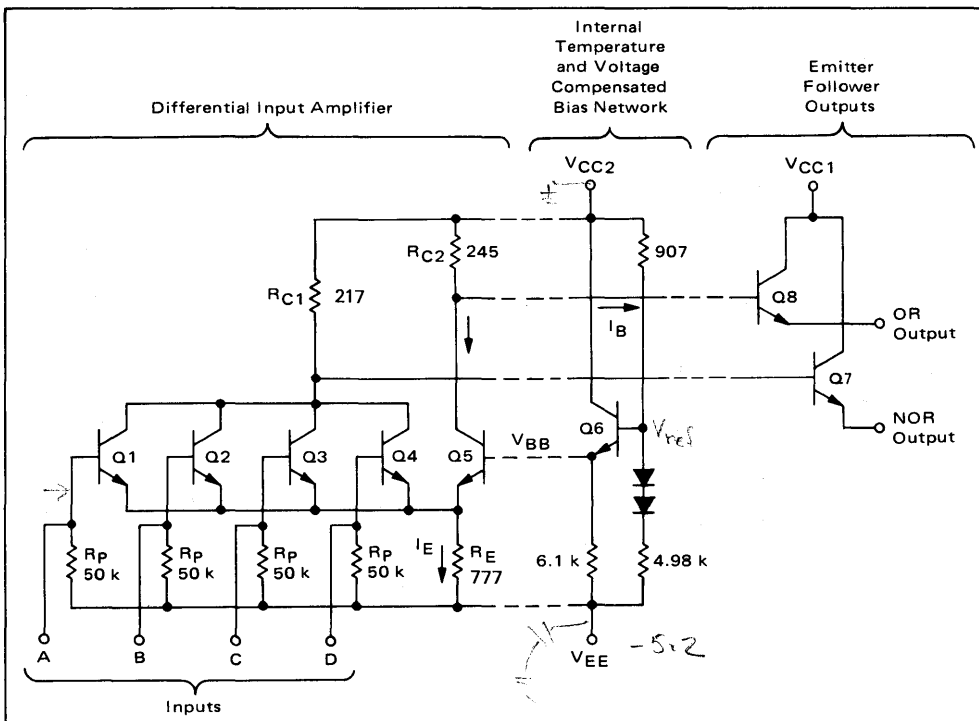 Differential Input Amplifier
Internal
Temperature
and Voltage
Compensated
Bias Network
Emitter
Follower
Outputs
VCC2
VCC1
RC1 217
RC2 245
907
IB
Q8
OR
Output
Q7
NOR
Output
Q1
Q2
Q3
Q4
Q5
VBB
Q6
Vref
RP
50 k
RP
50 k
RP
50 k
RP
50 k
IE
RE
777
6.1 k
4.98 k
A
B
C
D
VEE
-5.2
Inputs